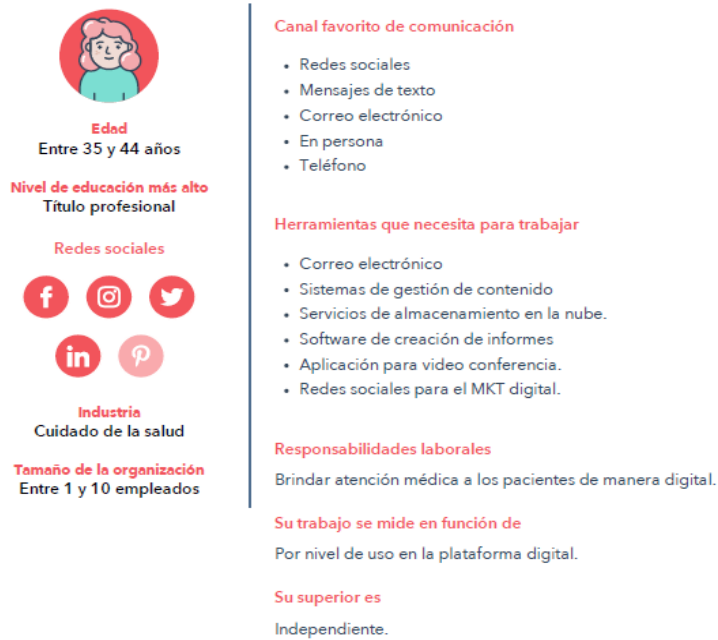 Edad
Entre 35 y 44 años
Nivel de educación más alto
Título profesional
Redes sociales
in
Industria
Cuidado de la salud
Tamaño de la organización
Entre 1 y 10 empleados
Canal favorito de comunicación
• Redes sociales
• Mensajes de texto
• Correo electrónico
• En persona
• Teléfono
Herramientas que necesita para trabajar
• Correo electrónico
• Sistemas de gestión de contenido
• Servicios de almacenamiento en la nube.
• Software de creación de informes
• Aplicación para video conferencia.
• Redes sociales para el MKT digital.
Responsabilidades laborales
Brindar atención médica a los pacientes de manera digital.
Su trabajo se mide en función de
Por nivel de uso en la plataforma digital.
Su superior es
Independiente.